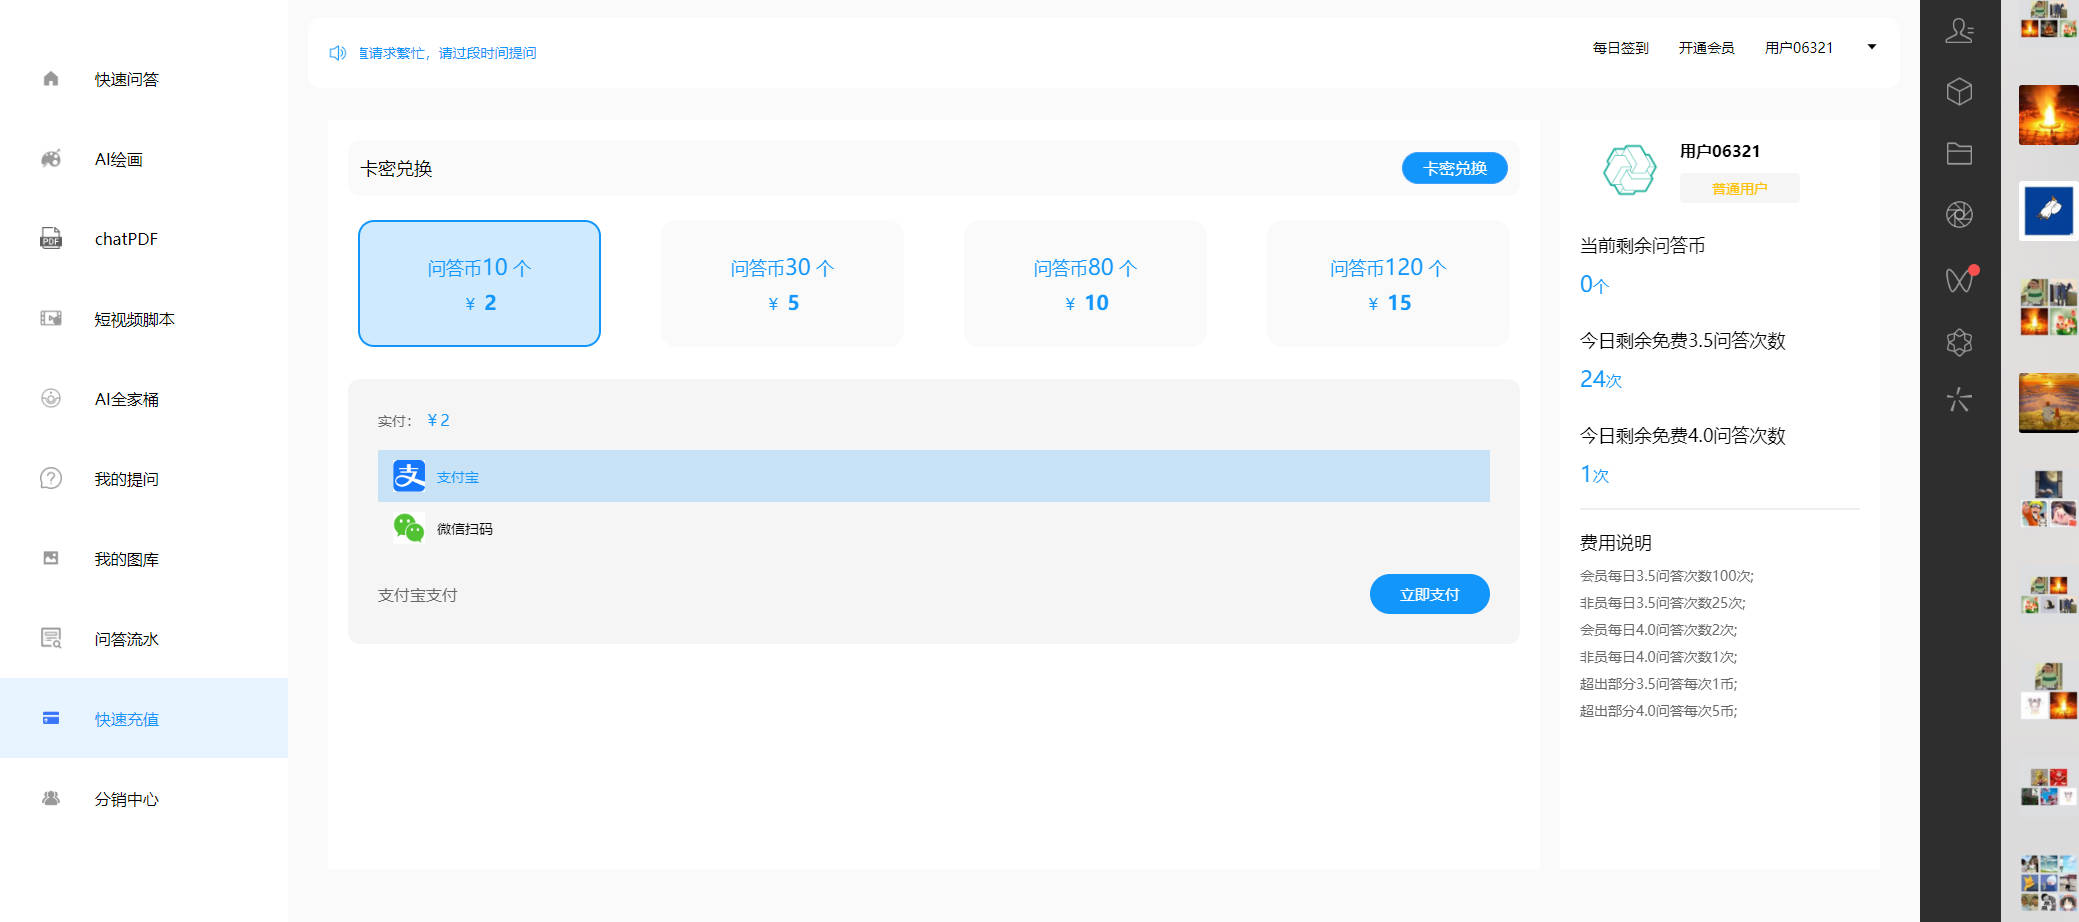 快速问答
AI绘画
chatPDF
短视频脚本
AI全家桶
我的提问
我的图库
问答流水
快速充值
分销中心
直请求繁忙，请过段时间提问
每日签到
开通会员
用户06321
卡密兑换
卡密兑换
问答币10 个
¥ 2
问答币30 个
¥ 5
问答币80 个
¥ 10
问答币120 个
¥ 15
实付： ¥2
支付宝
微信扫码
支付宝支付
立即支付
用户06321
普通用户
当前剩余问答币
0个
今日剩余免费3.5问答次数
24次
今日剩余免费4.0问答次数
1次
费用说明
会员每日3.5问答次数100次;
非员每日3.5问答次数25次;
会员每日4.0问答次数2次;
非员每日4.0问答次数1次;
超出部分3.5问答每次1币;
超出部分4.0问答每次5币;